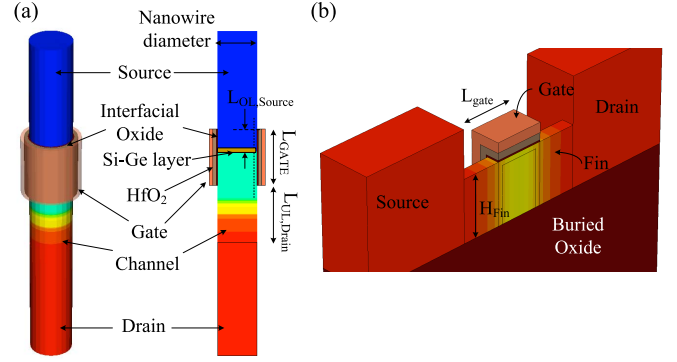 (a)
Nanowire
diameter
Source
L_OL,Source
Interfacial
Oxide
L_GATE
Si-Ge layer
HfO₂
L_UL,Drain
Gate
Channel
Drain
(b)
L_gate
Gate
Drain
Fin
Source
H_Fin
Buried
Oxide